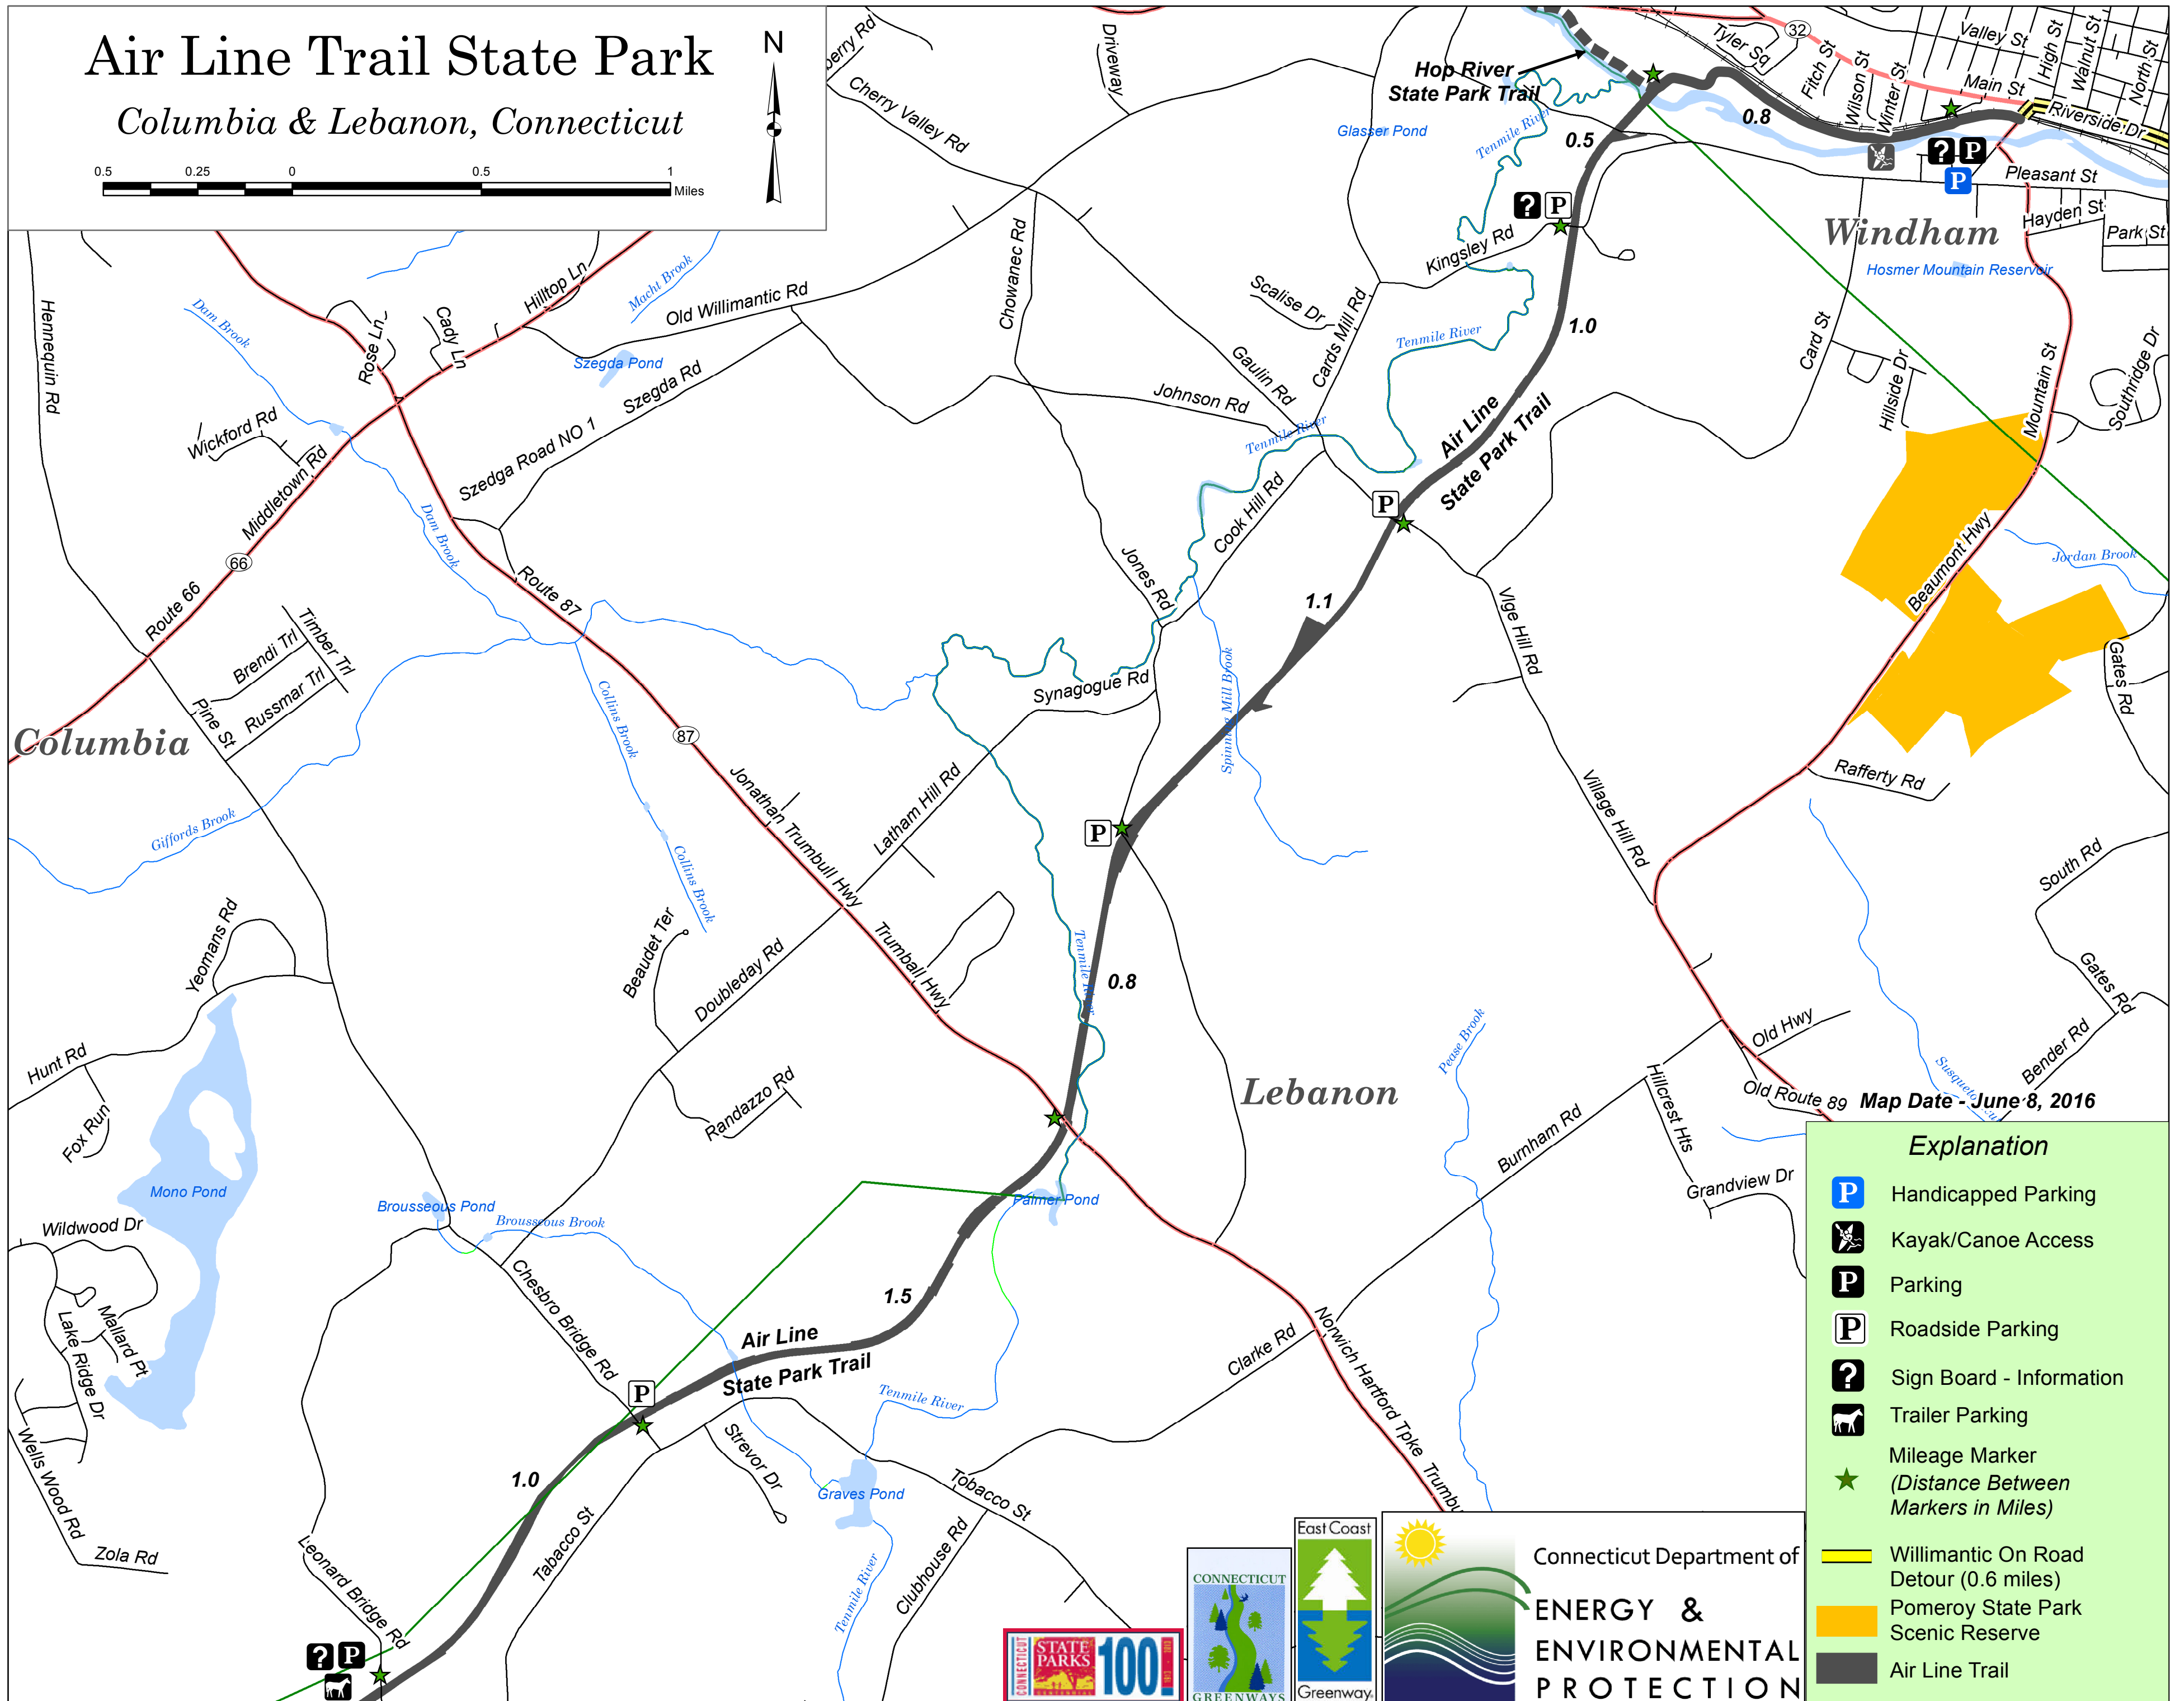 Air Line Trail State Park
Columbia & Lebanon, Connecticut
0.5 0.25 0 0.5 1
Miles
N
berry Rd
Cherry Valley Rd
Driveway
Hop River
State Park Trail
Glasser Pond
Tenmile River
0.5
0.8
32
Tyler Sq
Fitch St
Wilson St
Winter St
Valley St
Main St
High St
Walnut St
North St
Riverside Dr
? P
P
Pleasant St
Hayden St
Park St
Windham
Hosmer Mountain Reservoir
? P
Kingsley Rd
Hennequin Rd
Dam Brook
Rose Ln
Cady Ln
Hilltop Ln
Macht Brook
Old Willimantic Rd
Szegda Pond
Szegda Rd
Szedga Road NO 1
Chowanec Rd
Scalise Dr
Cards Mill Rd
Gaulin Rd
Johnson Rd
Tenmile River
Tenmile River
1.0
Air Line
State Park Trail
Card St
Hillside Dr
Mountain St
Southridge Dr
Wickford Rd
Middletown Rd
66
Route 66
Dam Brook
Route 87
Cook Hill Rd
Jones Rd
P
1.1
Vlge Hill Rd
Beaumont Hwy
Jordan Brook
Gates Rd
Timber Trl
Brendi Trl
Russmar Trl
Pine St
Columbia
Giffords Brook
Collins Brook
Collins Brook
87
Synagogue Rd
Spinning Mill Brook
Jonathan Trumbull Hwy
Latham Hill Rd
P
Village Hill Rd
Rafferty Rd
South Rd
Gates Rd
Bender Rd
Yeomans Rd
Beaudet Ter
Doubleday Rd
Trumball Hwy
Tenmile River
0.8
Lebanon
Pease Brook
Old Hwy
Old Route 89
Hillcrest Hts
Burnham Rd
Grandview Dr
Hunt Rd
Fox Run
Mono Pond
Randazzo Rd
Brousseous Pond
Brousseous Brook
Palmer Pond
Wildwood Dr
Lake Ridge Dr
Mallard Pt
Wells Wood Rd
Zola Rd
Chesbro Bridge Rd
1.5
Air Line
State Park Trail
P
Tenmile River
Clarke Rd
Norwich Hartford Tpke
Trumbu
1.0
Strevor Dr
Graves Pond
Tobacco St
Tabaco St
Clubhouse Rd
Tenmile River
Leonard Bridge Rd
? P
Map Date - June 8, 2016
Explanation
P Handicapped Parking
Kayak/Canoe Access
P Parking
P Roadside Parking
? Sign Board - Information
Trailer Parking
Mileage Marker
(Distance Between
Markers in Miles)
Willimantic On Road
Detour (0.6 miles)
Pomeroy State Park
Scenic Reserve
Air Line Trail
CONNECTICUT
STATE
PARKS
CENTENNIAL
100
CONNECTICUT
GREENWAYS
East Coast
Greenway
Connecticut Department of
ENERGY &
ENVIRONMENTAL
PROTECTION